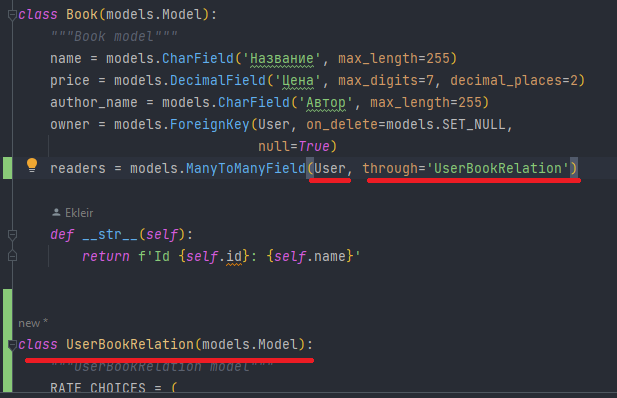 class Book(models.Model):
"""Book model"""
name = models.CharField('Название', max_length=255)
price = models.DecimalField('Цена', max_digits=7, decimal_places=2)
author_name = models.CharField('Автор', max_length=255)
owner = models.ForeignKey(User, on_delete=models.SET_NULL,
null=True)
readers = models.ManyToManyField(User, through='UserBookRelation')
Ekleir
def __str__(self):
return f'Id {self.id}: {self.name}'
new *
class UserBookRelation(models.Model):
"""UserBookRelation model"""
RATE_CHOICES = (